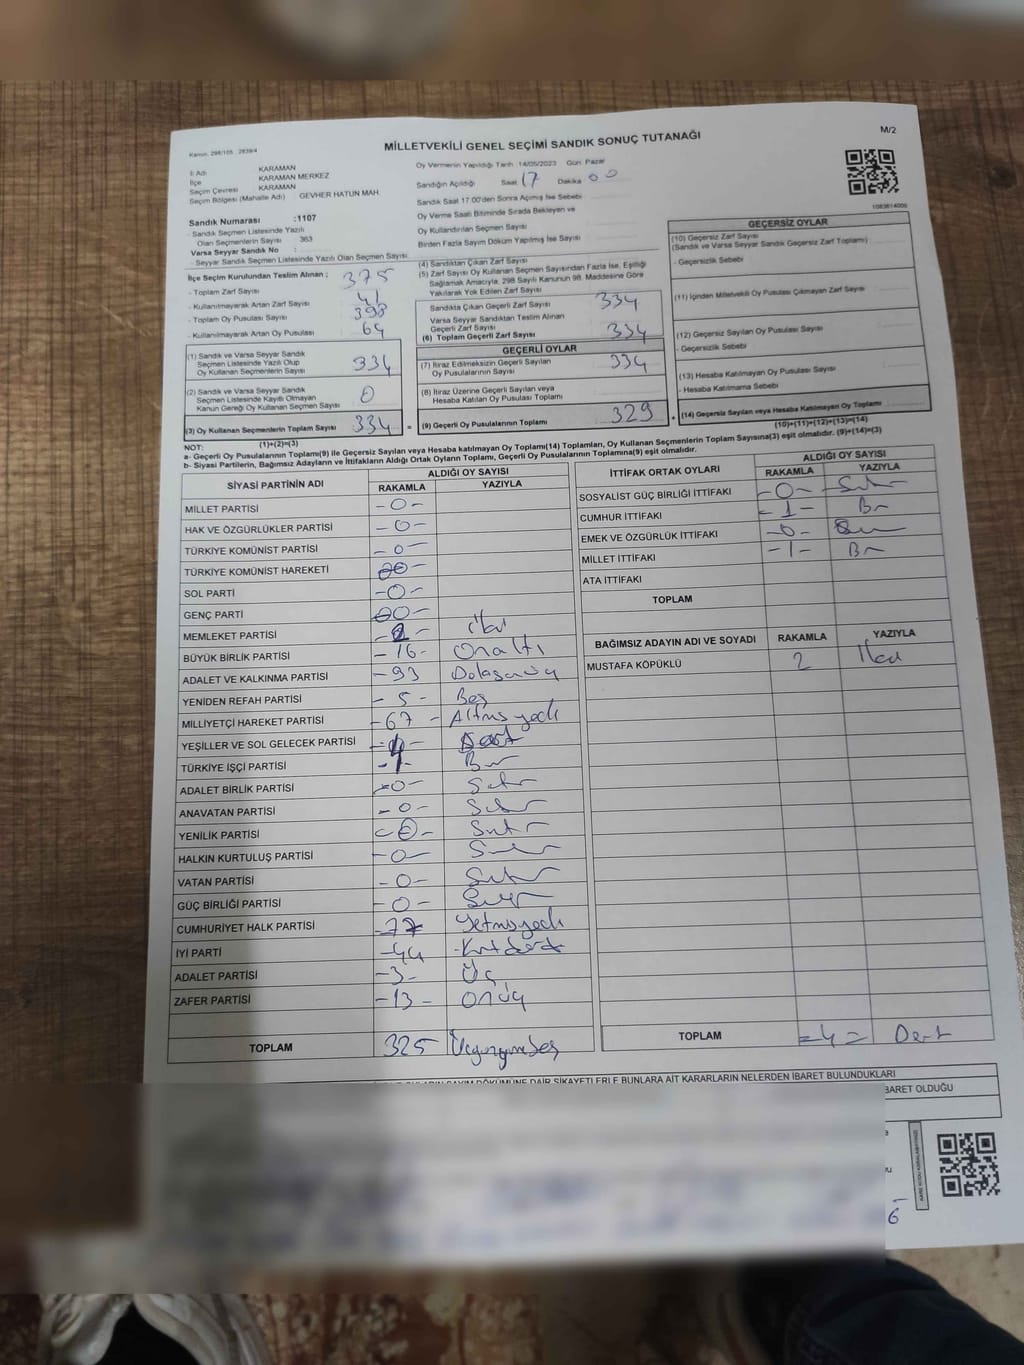 Kanun: 298/105 , 2839/4
MİLLETVEKİLİ GENEL SEÇİMİ SANDIK SONUÇ TUTANAĞI
M/2
İl Adı KARAMAN
İlçe KARAMAN MERKEZ
Seçim Çevresi KARAMAN
Seçim Bölgesi (Mahalle Adı) GEVHER HATUN MAH.
Sandık Numarası :1107
- Sandık Seçmen Listesinde Yazılı
Olan Seçmenlerin Sayısı 363
Varsa Seyyar Sandık No :
- Seyyar Sandık Seçmen Listesinde Yazılı Olan Seçmen Sayısı
Oy Vermenin Yapıldığı Tarih 14/05/2023 Gün Pazar
Sandığın Açıldığı Saat 17 Dakika 00
Sandık Saat 17:00'den Sonra Açılmış İse Sebebi
Oy Verme Saati Bitiminde Sırada Bekleyen ve
Oy Kullandırılan Seçmen Sayısı
Birden Fazla Sayım Döküm Yapılmış İse Sayısı
İlçe Seçim Kurulundan Teslim Alınan ;
- Toplam Zarf Sayısı 375
- Kullanılmayarak Artan Zarf Sayısı 41
- Toplam Oy Pusulası Sayısı 398
- Kullanılmayarak Artan Oy Pusulası 64
(1) Sandık ve Varsa Seyyar Sandık
Seçmen Listesinde Yazılı Olup
Oy Kullanan Seçmenlerin Sayısı 334
(2) Sandık ve Varsa Seyyar Sandık
Seçmen Listesinde Kayıtlı Olmayan
Kanun Gereği Oy Kullanan Seçmen Sayısı 0
(3) Oy Kullanan Seçmenlerin Toplam Sayısı 334
(1)+(2)=(3)
(4) Sandıktan Çıkan Zarf Sayısı
(5) Zarf Sayısı Oy Kullanan Seçmen Sayısından Fazla İse, Eşitliği
Sağlamak Amacıyla, 298 Sayılı Kanunun 98. Maddesine Göre
Yakılarak Yok Edilen Zarf Sayısı
Sandıkta Çıkan Geçerli Zarf Sayısı 334
Varsa Seyyar Sandıktan Teslim Alınan
Geçerli Zarf Sayısı
(6) Toplam Geçerli Zarf Sayısı 334
GEÇERLİ OYLAR
(7) İtiraz Edilmeksizin Geçerli Sayılan
Oy Pusulalarının Sayısı 334
(8) İtiraz Üzerine Geçerli Sayılan veya
Hesaba Katılan Oy Pusulası Toplamı
(9) Geçerli Oy Pusulalarının Toplamı 329
GEÇERSİZ OYLAR
(10) Geçersiz Zarf Sayısı
(Sandık ve Varsa Seyyar Sandık Geçersiz Zarf Toplamı)
- Geçersizlik Sebebi
(11) İçinden Milletvekili Oy Pusulası Çıkmayan Zarf Sayısı
(12) Geçersiz Sayılan Oy Pusulası Sayısı
- Geçersizlik Sebebi
(13) Hesaba Katılmayan Oy Pusulası Sayısı
- Hesaba Katılmama Sebebi
(14) Geçersiz Sayılan veya Hesaba Katılmayan Oy Toplamı
(10)+(11)+(12)+(13)=(14)
NOT:
a- Geçerli Oy Pusulalarının Toplamı(9) ile Geçersiz Sayılan veya Hesaba katılmayan Oy Toplamı(14) Toplamları, Oy Kullanan Seçmenlerin Toplam Sayısına(3) eşit olmalıdır. (9)+(14)=(3)
b- Siyasi Partilerin, Bağımsız Adayların ve İttifakların Aldığı Ortak Oyların Toplamı, Geçerli Oy Pusulalarının Toplamına(9) eşit olmalıdır.
SİYASİ PARTİNİN ADI ALDIĞI OY SAYISI
RAKAMLA YAZIYLA
MİLLET PARTİSİ -0-
HAK VE ÖZGÜRLÜKLER PARTİSİ -0-
TÜRKİYE KOMÜNİST PARTİSİ -0-
TÜRKİYE KOMÜNİST HAREKETİ 0-
SOL PARTİ -0-
GENÇ PARTİ 0-
MEMLEKET PARTİSİ -2- iki
BÜYÜK BİRLİK PARTİSİ -16- Onaltı
ADALET VE KALKINMA PARTİSİ -93
YENİDEN REFAH PARTİSİ -5- Beş
MİLLİYETÇİ HAREKET PARTİSİ -67- Altmışyedi
YEŞİLLER VE SOL GELECEK PARTİSİ -4- Dört
TÜRKİYE İŞÇİ PARTİSİ -1- Bir
ADALET BİRLİK PARTİSİ -0- Sıfır
ANAVATAN PARTİSİ -0- Sıfır
YENİLİK PARTİSİ -0- Sıfır
HALKIN KURTULUŞ PARTİSİ -0- Sıfır
VATAN PARTİSİ -0- Sıfır
GÜÇ BİRLİĞİ PARTİSİ -0- Sıfır
CUMHURİYET HALK PARTİSİ -77 Yetmişyedi
İYİ PARTİ -44 Kırkdört
ADALET PARTİSİ -3- Üç
ZAFER PARTİSİ -13- Onüç
TOPLAM 325 Üçyüzyirmibeş
İTTİFAK ORTAK OYLARI ALDIĞI OY SAYISI
RAKAMLA YAZIYLA
SOSYALİST GÜÇ BİRLİĞİ İTTİFAKI -0- Sıfır
CUMHUR İTTİFAKI -1- Bir
EMEK VE ÖZGÜRLÜK İTTİFAKI -0- Sıfır
MİLLET İTTİFAKI -1- Bir
ATA İTTİFAKI
TOPLAM
BAĞIMSIZ ADAYIN ADI VE SOYADI RAKAMLA YAZIYLA
MUSTAFA KÖPÜKLÜ 2 İki
TOPLAM =4= Dört
SAYIM DÖKÜMÜNE DAİR ŞİKAYETLERLE BUNLARA AİT KARARLARIN NELERDEN İBARET BULUNDUKLARI
BARET OLDUĞU
6